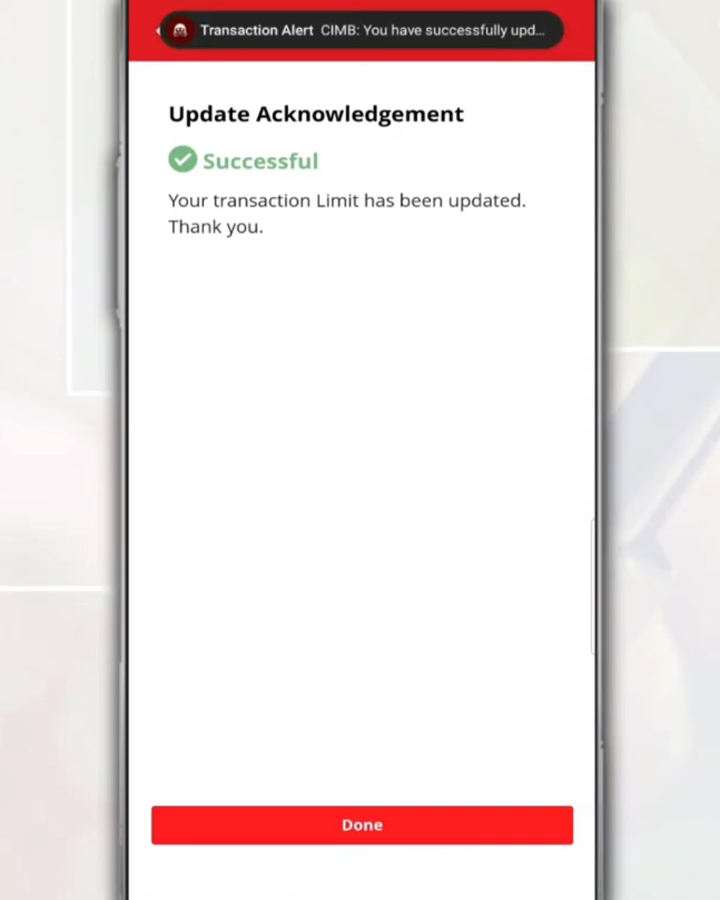 Transaction Alert CIMB: You have successfully upd...
Update Acknowledgement
Successful
Your transaction Limit has been updated.
Thank you.
Done